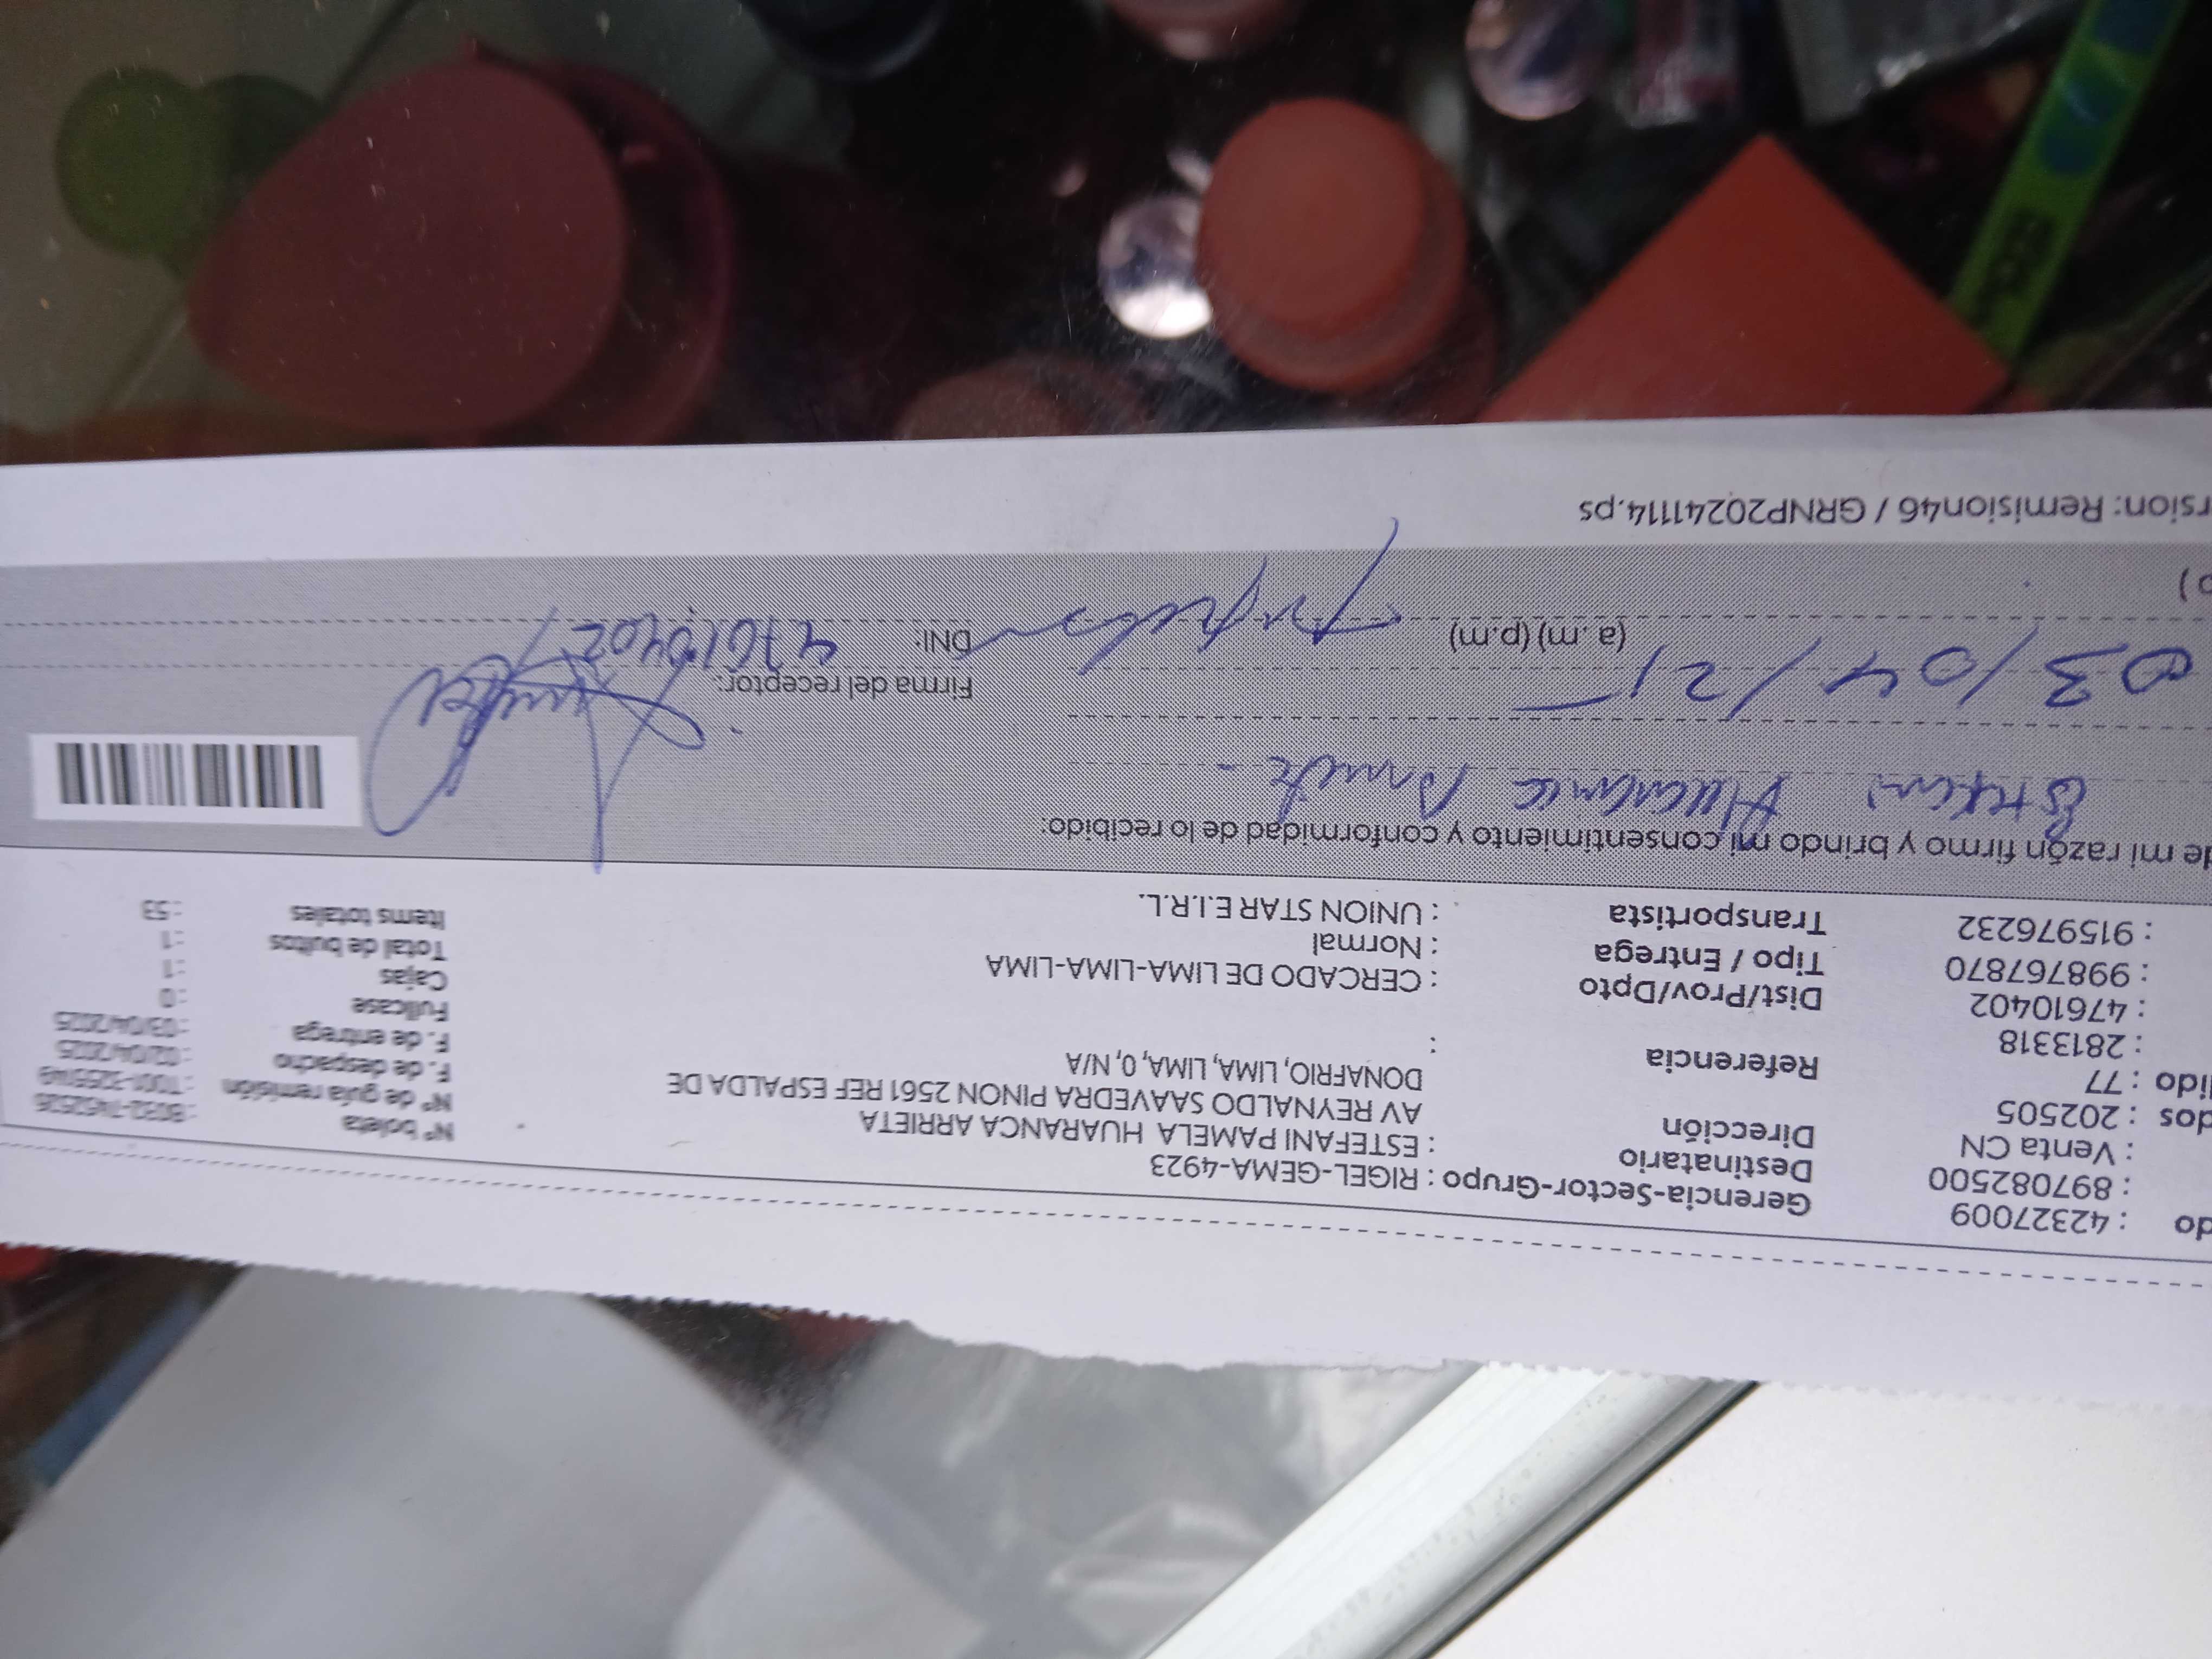 do : 42327009 Gerencia-Sector-Grupo : RIGEL-GEMA-4923 Nº boleta
: 897082500 Destinatario : ESTEFANI PAMELA HUARANCA ARRIETA Nº de guía remisión
: Venta CN Dirección AV REYNALDO SAAVEDRA PINON 2561 REF ESPALDA DE F. de despacho : 02/04/2025
dos : 202505 DONAFRIO, LIMA, LIMA, 0, N/A F. de entrega : 03/04/2025
dido : 77 Referencia : Fullcase : 0
: 2813318 Cajas : 1
: 47610402 Dist/Prov/Dpto : CERCADO DE LIMA-LIMA-LIMA Total de bultos : 1
: 998767870 Tipo / Entrega : Normal Items totales : 53
: 915976232 Transportista : UNION STAR E.I.R.L.
de mi razón firmo y brindo mi consentimiento y conformidad de lo recibido:
Estefani Huaranca
Firma del receptor:
03/04/25 (a.m) (p.m) DNI: 47610402
o )
rsion: Remision46 / GRNP20241114.ps